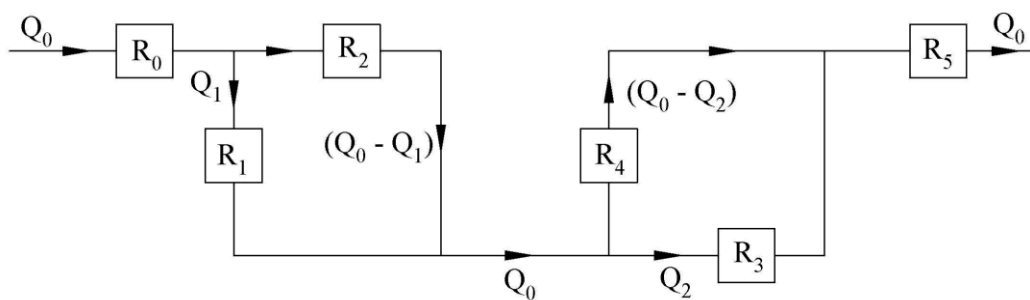 Q₀
R₀
R₂
Q₁
R₁
(Q₀ - Q₁)
Q₀
(Q₀ - Q₂)
R₄
Q₂
R₃
R₅
Q₀